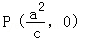 P (a²/c, 0)